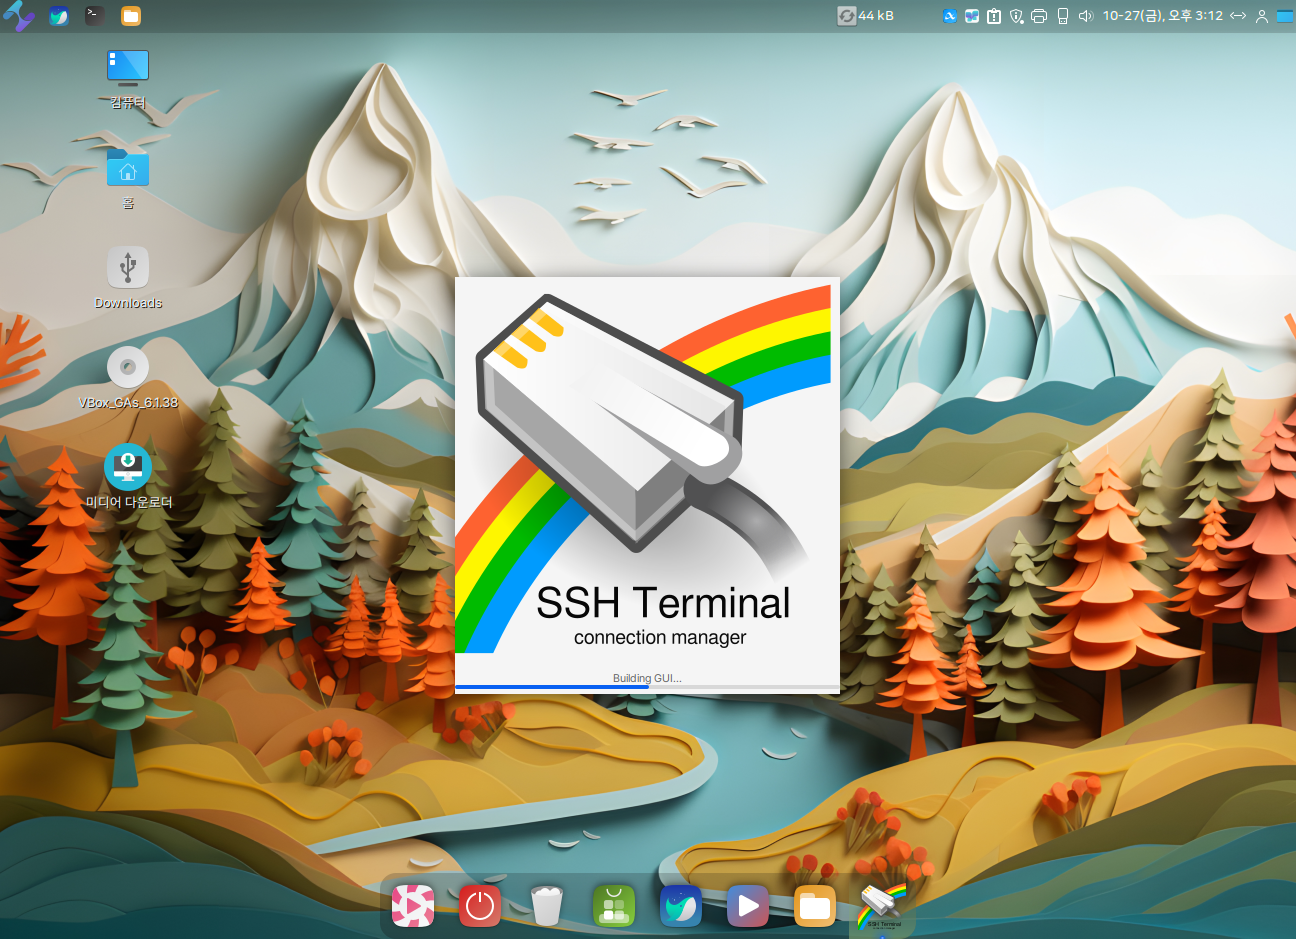 44 kB
10-27(금), 오후 3:12
컴퓨터
홈
Downloads
VBox_GAs_6.1.38
미디어 다운로더
SSH Terminal
connection manager
Building GUI...
SSH Terminal